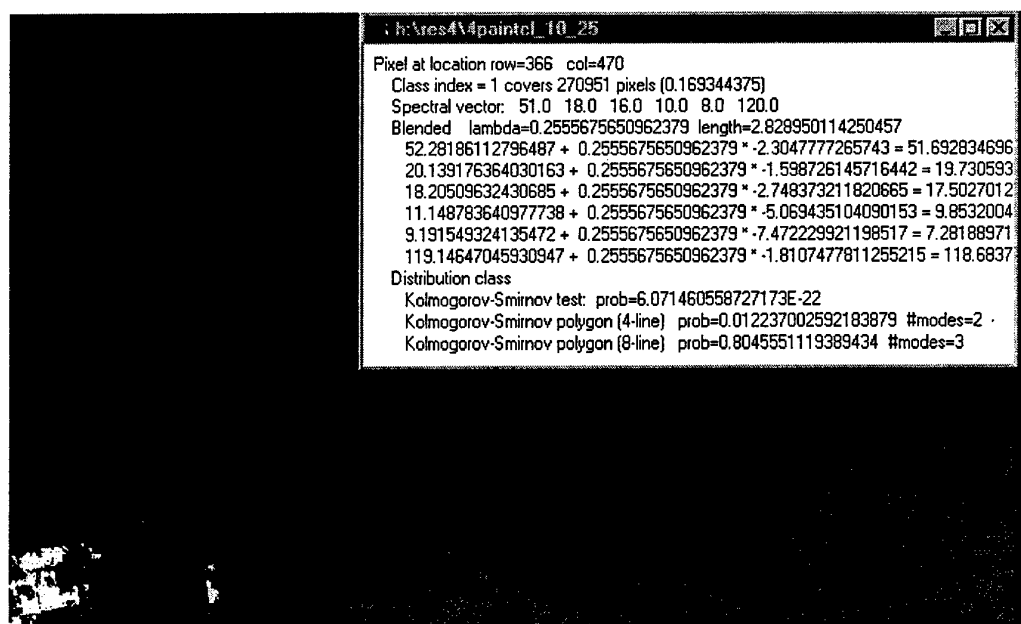 h:\res4\4paintcl_10_25
Pixel at location row=366 col=470
Class index = 1 covers 270951 pixels (0.169344375)
Spectral vector: 51.0 18.0 16.0 10.0 8.0 120.0
Blended lambda=0.2555675650962379 length=2.828950114250457
52.28186112796487 + 0.2555675650962379 * -2.3047777265743 = 51.692834696
20.139176364030163 + 0.2555675650962379 * -1.598726145716442 = 19.730593
18.20509632430685 + 0.2555675650962379 * -2.748373211820665 = 17.5027012
11.148783640977738 + 0.2555675650962379 * -5.069435104090153 = 9.8532004
9.191549324135472 + 0.2555675650962379 * -7.472229921198517 = 7.28188971
119.14647045930947 + 0.2555675650962379 * -1.8107477811255215 = 118.6837
Distribution class
Kolmogorov-Smirnov test: prob=6.071460558727173E-22
Kolmogorov-Smirnov polygon (4-line) prob=0.012237002592183879 #modes=2
Kolmogorov-Smirnov polygon (8-line) prob=0.8045551119389434 #modes=3